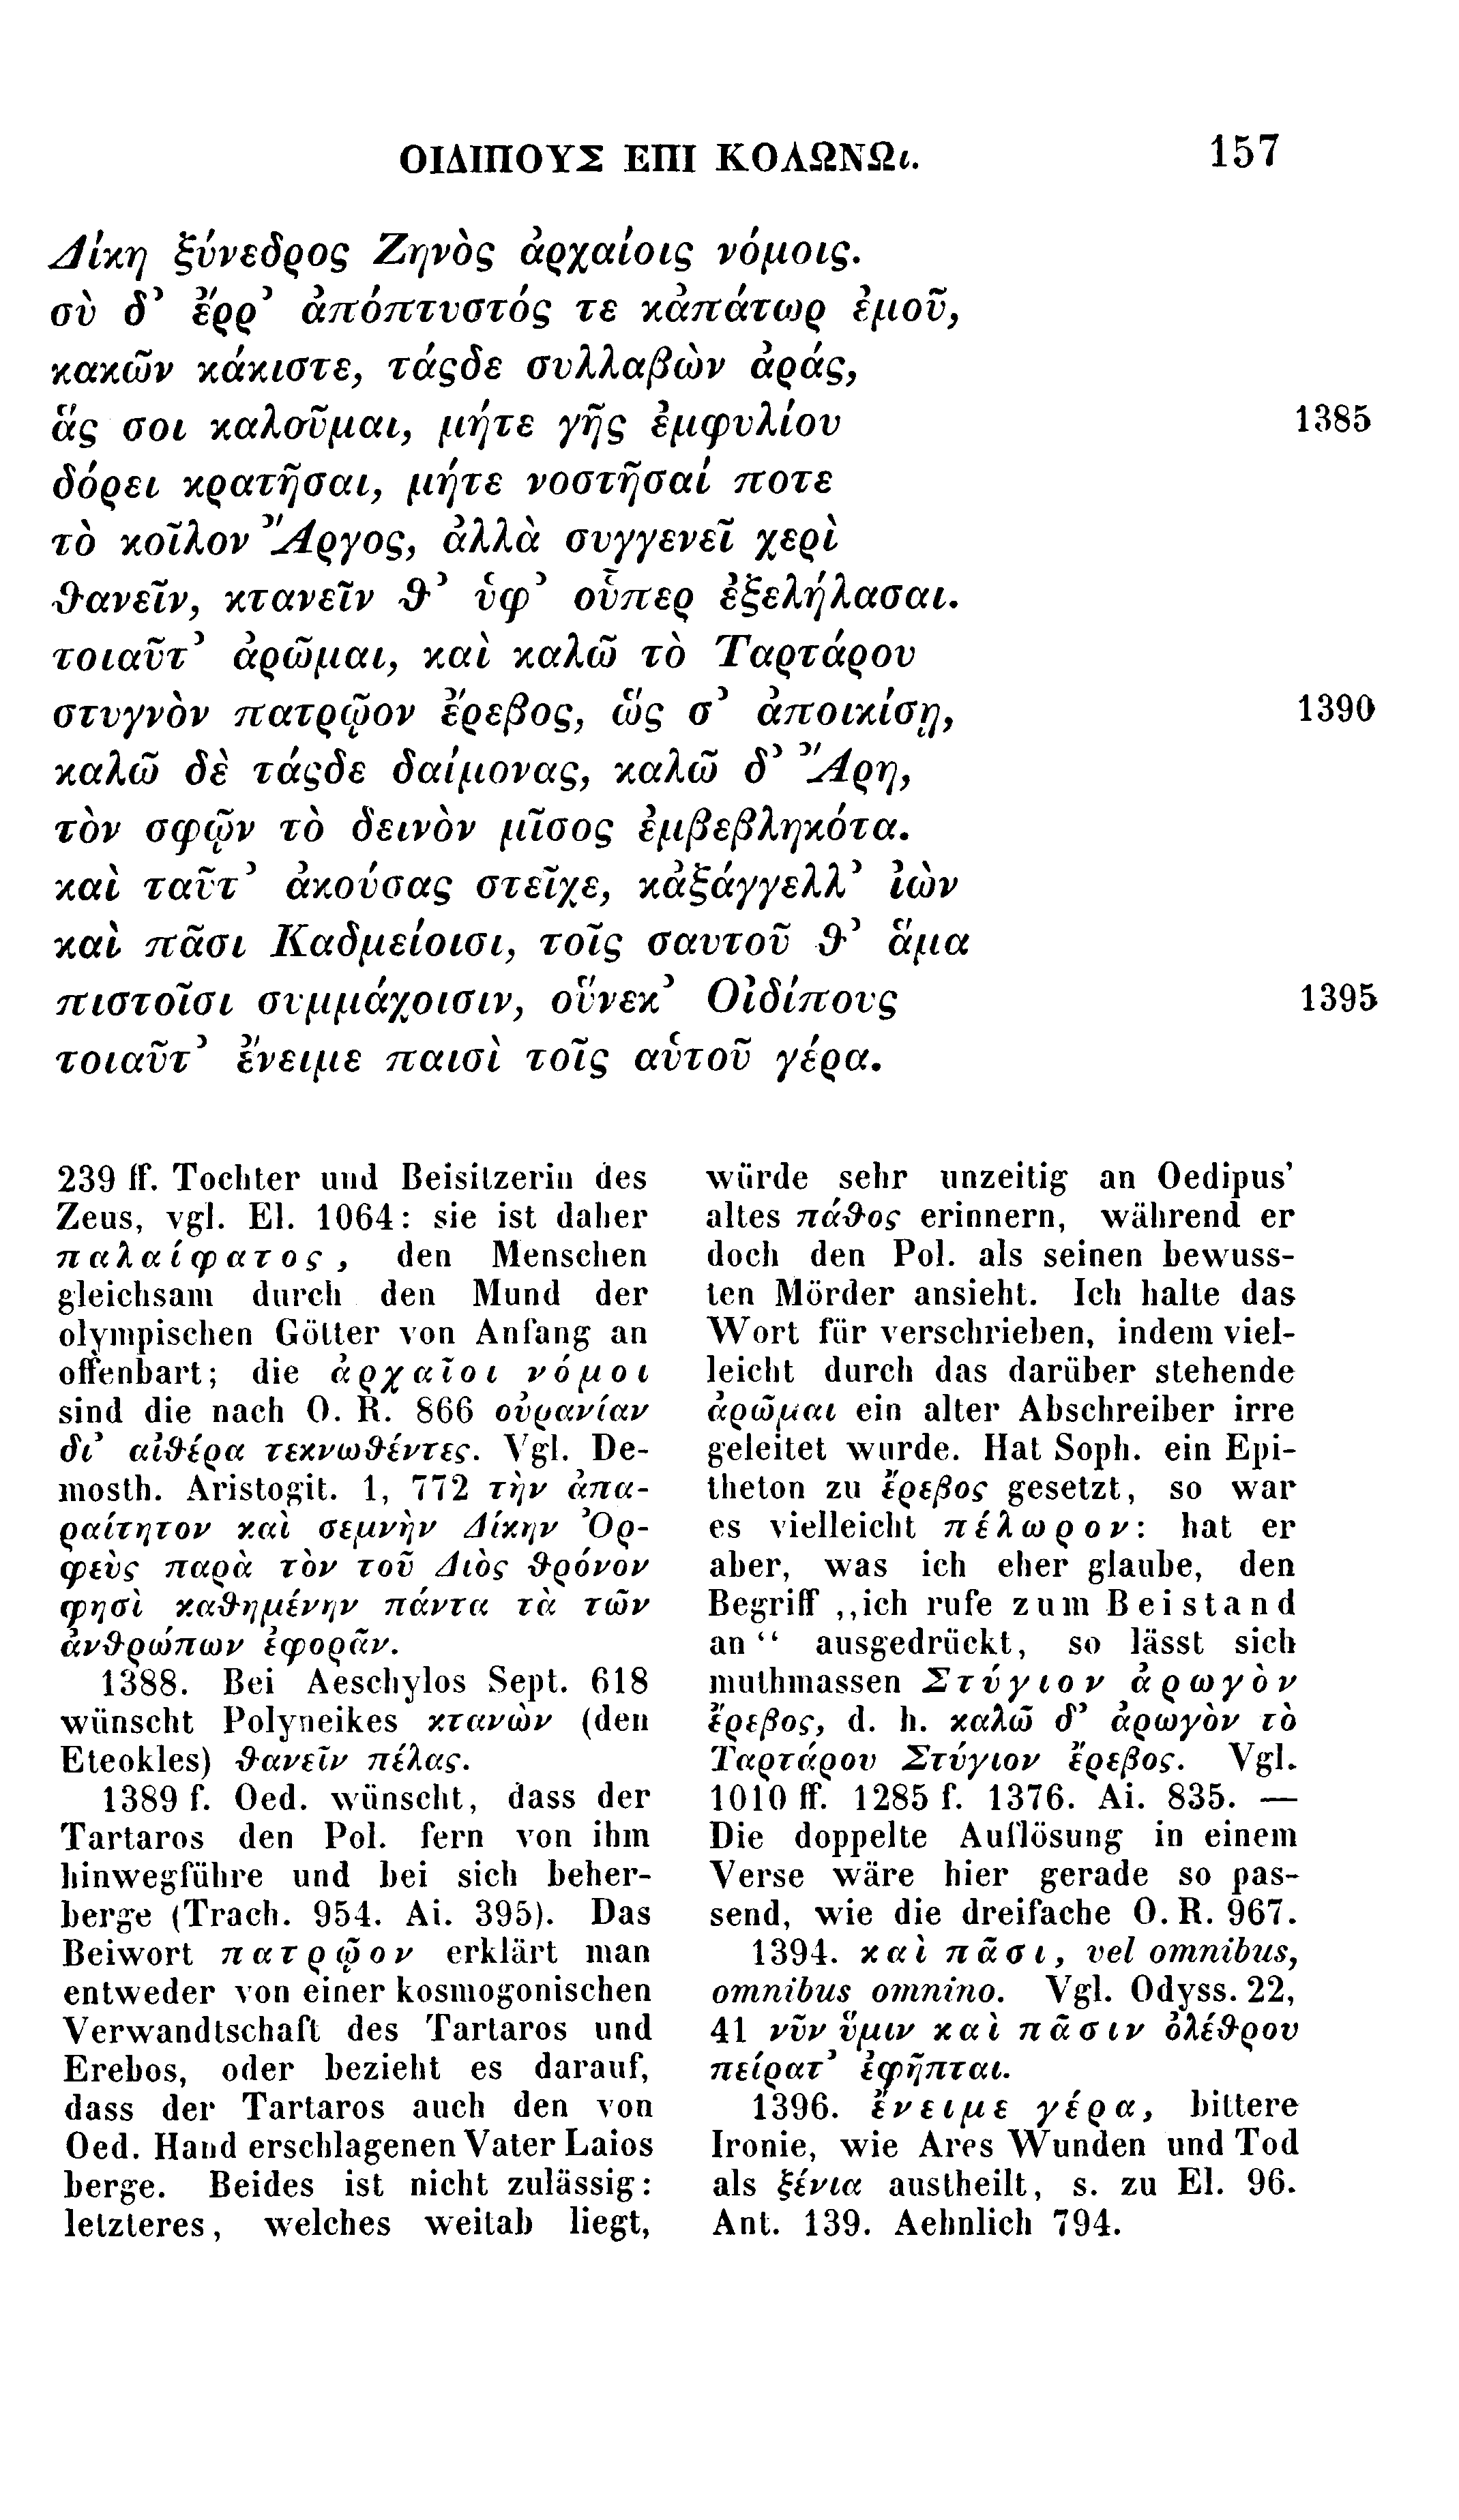 ΟΙΔΙΠΟΥΣ ΕΠΙ ΚΟΛΩΝΩι. 157
Δίκη ξύνεδρος Ζηνὸς ἀρχαίοις νόμοις.
σὺ δ’ ἔρρ’ ἀπόπτυστός τε κἀπάτωρ ἐμοῦ,
κακῶν κάκιστε, τάςδε συλλαβὼν ἀράς,
ἅς σοι καλοῦμαι, μήτε γῆς ἐμφυλίου 1385
δόρει κρατῆσαι, μήτε νοστῆσαί ποτε
τὸ κοῖλον Ἄργος, ἀλλὰ συγγενεῖ χερὶ
θανεῖν, κτανεῖν θ’ ὑφ’ οὗπερ ἐξελήλασαι.
τοιαῦτ’ ἀρῶμαι, καὶ καλῶ τὸ Ταρτάρου
στυγνὸν πατρῷον ἔρεβος, ὥς σ’ ἀποικίσῃ, 1390
καλῶ δὲ τάςδε δαίμονας, καλῶ δ’ Ἄρη,
τὸν σφῷν τὸ δεινὸν μῖσος ἐμβεβληκότα.
καὶ ταῦτ’ ἀκούσας στεῖχε, κἀξάγγελλ’ ἰὼν
καὶ πᾶσι Καδμείοισι, τοῖς σαυτοῦ θ’ ἅμα
πιστοῖσι συμμάχοισιν, οὕνεκ’ Οἰδίπους 1395
τοιαῦτ’ ἔνειμε παισὶ τοῖς αὑτοῦ γέρα.
239 ff. Tochter und Beisitzerin des
Zeus, vgl. El. 1064: sie ist daher
παλαίφατος, den Menschen
gleichsam durch den Mund der
olympischen Götter von Anfang an
offenbart; die ἀρχαῖοι νόμοι
sind die nach O. R. 866 οὐρανίαν
δι’ αἰθέρα τεκνωθέντες. Vgl. De-
mosth. Aristogit. 1, 772 τὴν ἀπα-
ραίτητον καὶ σεμνὴν Δίκην Ὀρ-
φεὺς παρὰ τὸν τοῦ Διὸς θρόνον
φησὶ καθημένην πάντα τὰ τῶν
ἀνθρώπων ἐφορᾶν.
1388. Bei Aeschylos Sept. 618
wünscht Polyneikes κτανὼν (den
Eteokles) θανεῖν πέλας.
1389 f. Oed. wünscht, dass der
Tartaros den Pol. fern von ihm
hinwegführe und bei sich beher-
berge (Trach. 954. Ai. 395). Das
Beiwort πατρῷον erklärt man
entweder von einer kosmogonischen
Verwandtschaft des Tartaros und
Erebos, oder bezieht es darauf,
dass der Tartaros auch den von
Oed. Hand erschlagenen Vater Laios
berge. Beides ist nicht zulässig:
letzteres, welches weitab liegt,
würde sehr unzeitig an Oedipus’
altes πάθος erinnern, während er
doch den Pol. als seinen bewuss-
ten Mörder ansieht. Ich halte das
Wort für verschrieben, indem viel-
leicht durch das darüber stehende
ἀρῶμαι ein alter Abschreiber irre
geleitet wurde. Hat Soph. ein Epi-
theton zu ἔρεβος gesetzt, so war
es vielleicht πέλωρον: hat er
aber, was ich eher glaube, den
Begriff „ich rufe zum Beistand
an“ ausgedrückt, so lässt sich
muthmassen Στύγιον ἀρωγὸν
ἔρεβος, d. h. καλῶ δ’ ἀρωγὸν τὸ
Ταρτάρου Στύγιον ἔρεβος. Vgl.
1010 ff. 1285 f. 1376. Ai. 835. —
Die doppelte Auflösung in einem
Verse wäre hier gerade so pas-
send, wie die dreifache O. R. 967.
1394. καὶ πᾶσι, vel omnibus,
omnibus omnino. Vgl. Odyss. 22,
41 νῦν ὕμιν καὶ πᾶσιν ὀλέθρου
πείρατ’ ἐφῆπται.
1396. ἔνειμε γέρα, bittere
Ironie, wie Ares Wunden und Tod
als ξένια austheilt, s. zu El. 96.
Ant. 139. Aehnlich 794.